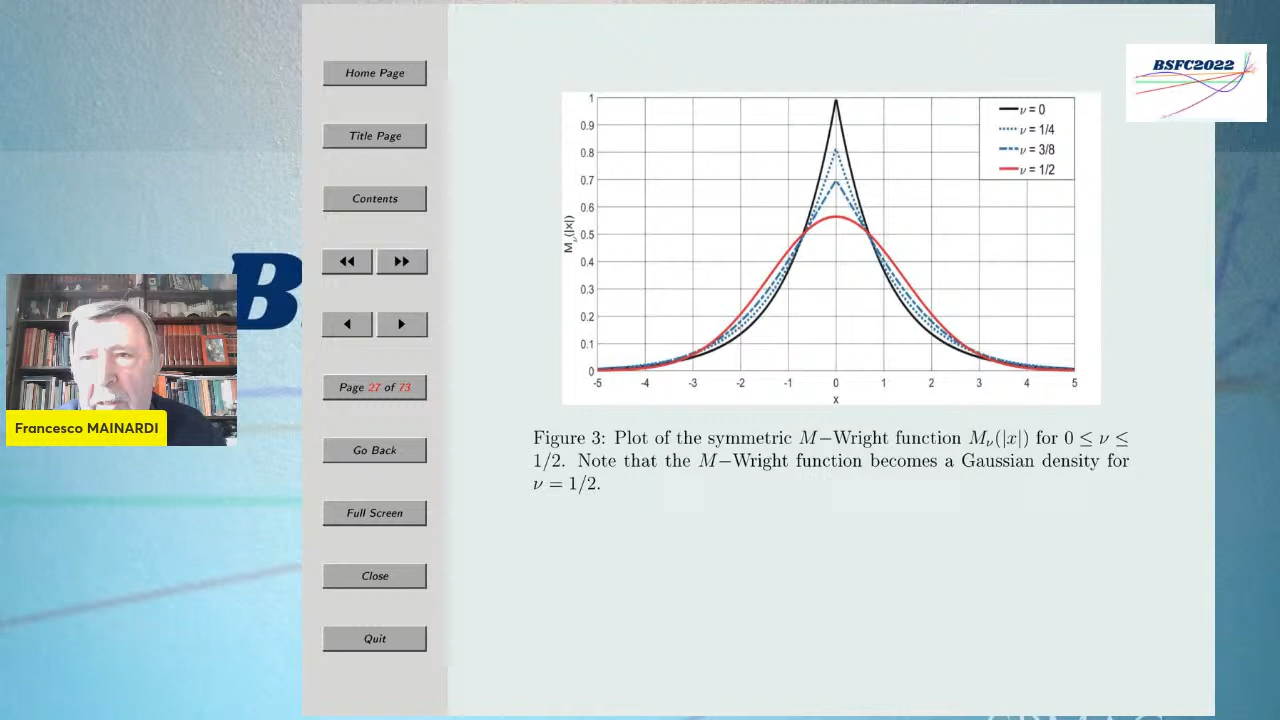 Home Page
Title Page
Contents
Page 27 of 73
Go Back
Full Screen
Close
Quit
B
Francesco MAINARDI
BSFC2022
1
0.9
0.8
0.7
0.6
0.5
0.4
0.3
0.2
0.1
0
-5 -4 -3 -2 -1 0 1 2 3 4 5
x
M_ν(|x|)
ν = 0
ν = 1/4
ν = 3/8
ν = 1/2
Figure 3: Plot of the symmetric M−Wright function M_ν(|x|) for 0 ≤ ν ≤
1/2. Note that the M−Wright function becomes a Gaussian density for
ν = 1/2.